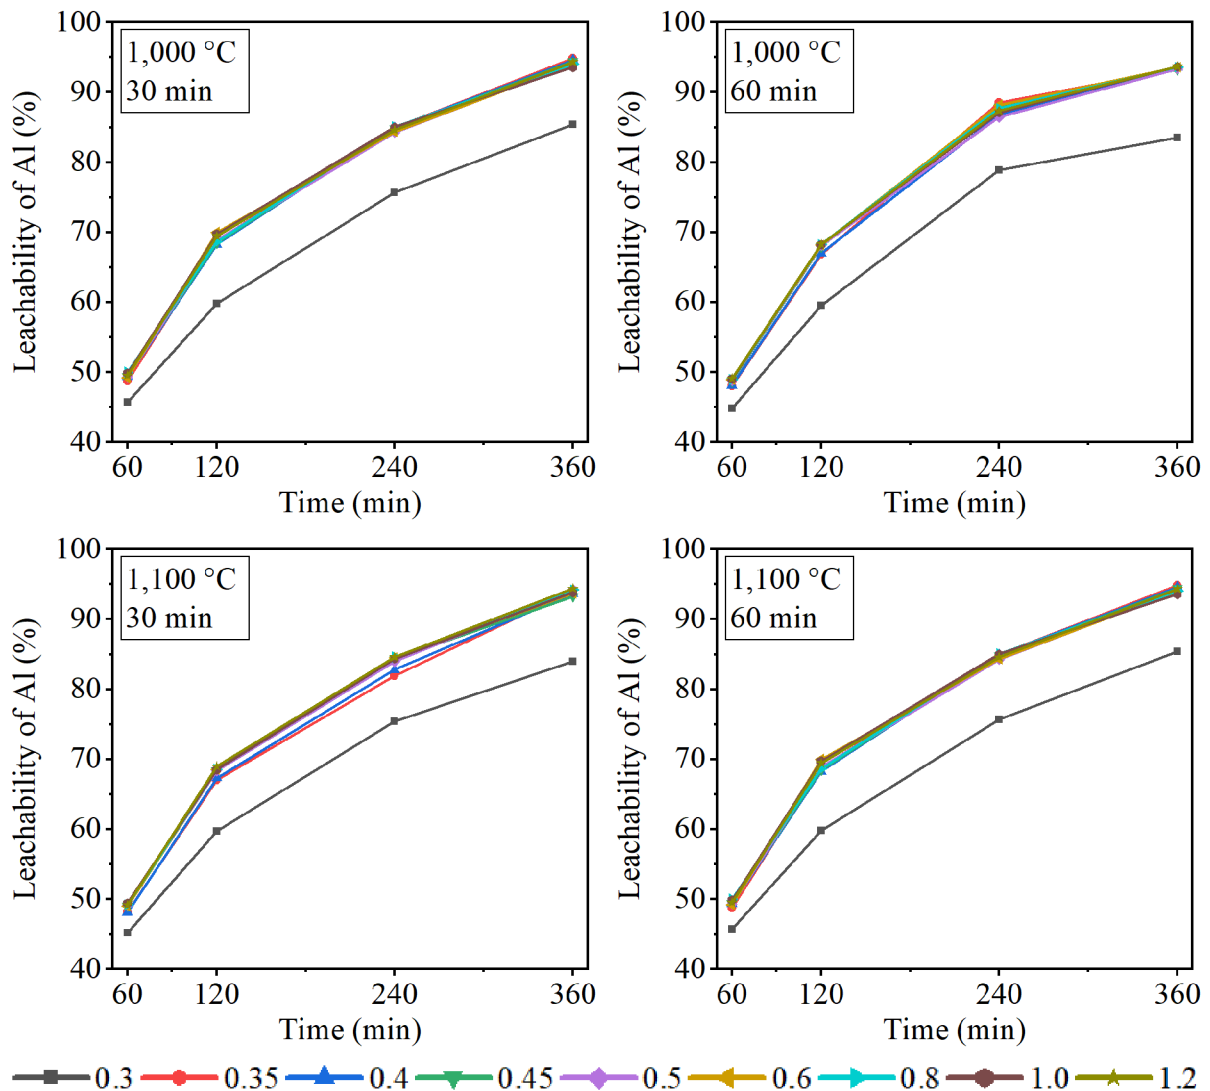 1,000 °C
30 min
Leachability of Al (%)
100
90
80
70
60
50
40
60 120 240 360
Time (min)
1,000 °C
60 min
Leachability of Al (%)
100
90
80
70
60
50
40
60 120 240 360
Time (min)
1,100 °C
30 min
Leachability of Al (%)
100
90
80
70
60
50
40
60 120 240 360
Time (min)
1,100 °C
60 min
Leachability of Al (%)
100
90
80
70
60
50
40
60 120 240 360
Time (min)
0.3 0.35 0.4 0.45 0.5 0.6 0.8 1.0 1.2